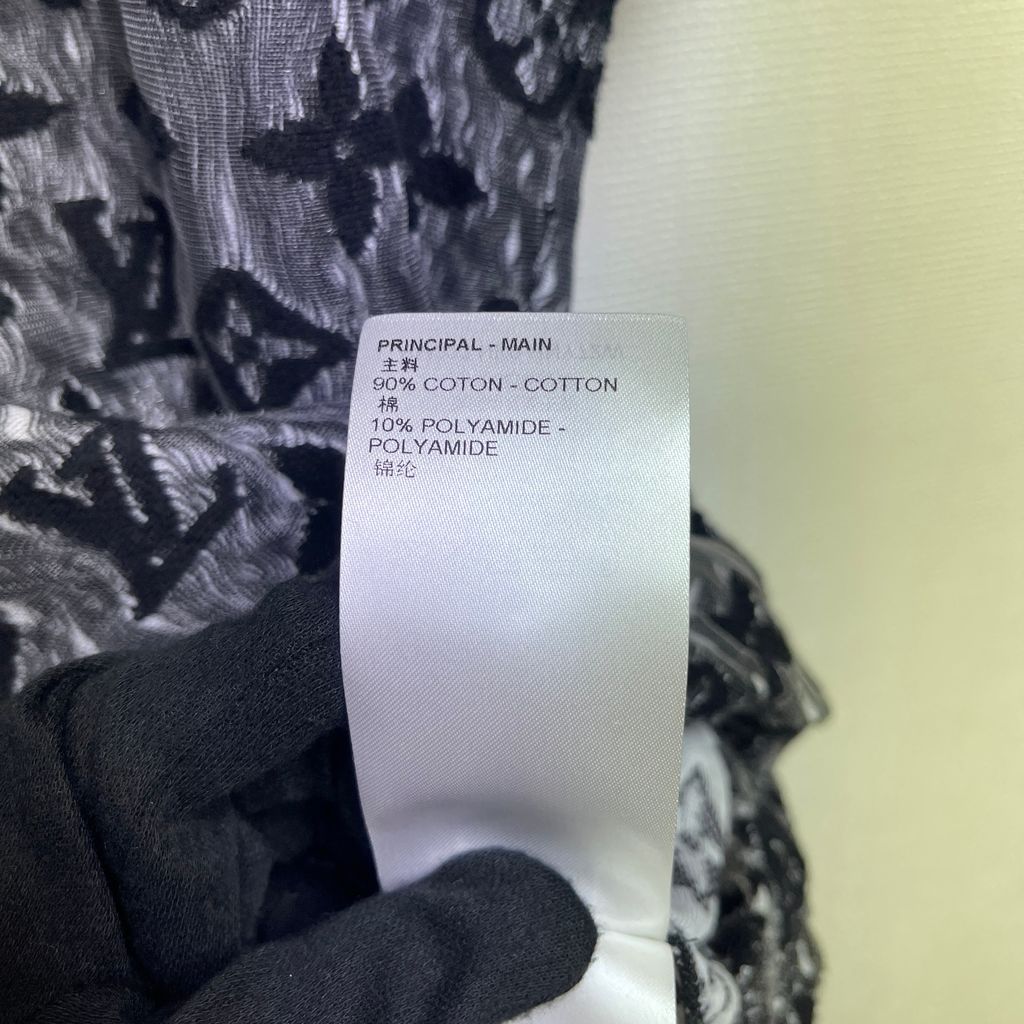 PRINCIPAL - MAIN
主料
90% COTON - COTTON
棉
10% POLYAMIDE -
POLYAMIDE
锦纶